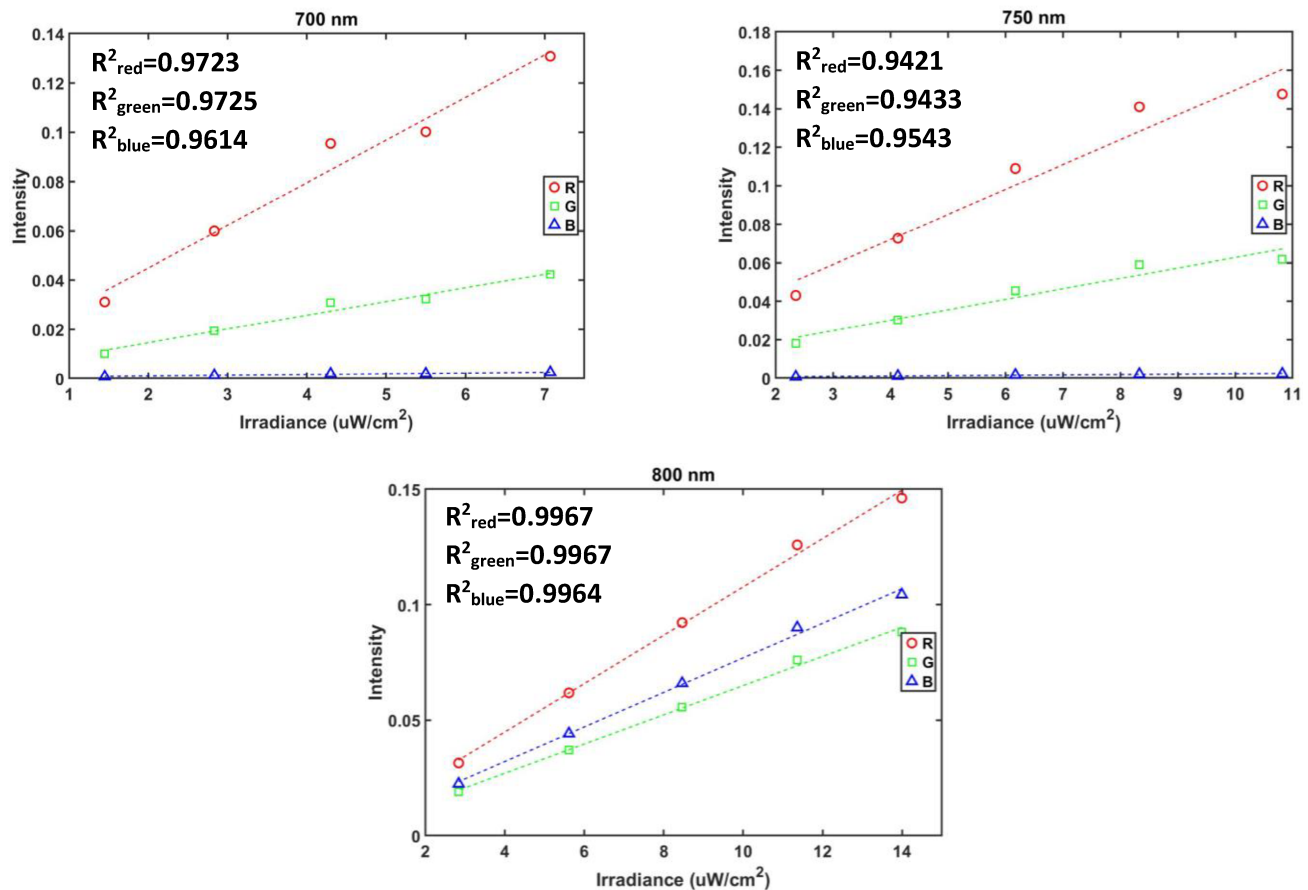 700 nm
R²red=0.9723
R²green=0.9725
R²blue=0.9614
0.14
0.12
0.1
0.08
0.06
0.04
0.02
0
Intensity
R
G
B
1 2 3 4 5 6 7
Irradiance (uW/cm²)
750 nm
R²red=0.9421
R²green=0.9433
R²blue=0.9543
0.18
0.16
0.14
0.12
0.1
0.08
0.06
0.04
0.02
0
Intensity
R
G
B
2 3 4 5 6 7 8 9 10 11
Irradiance (uW/cm²)
800 nm
R²red=0.9967
R²green=0.9967
R²blue=0.9964
0.15
0.1
0.05
0
Intensity
R
G
B
2 4 6 8 10 12 14
Irradiance (uW/cm²)